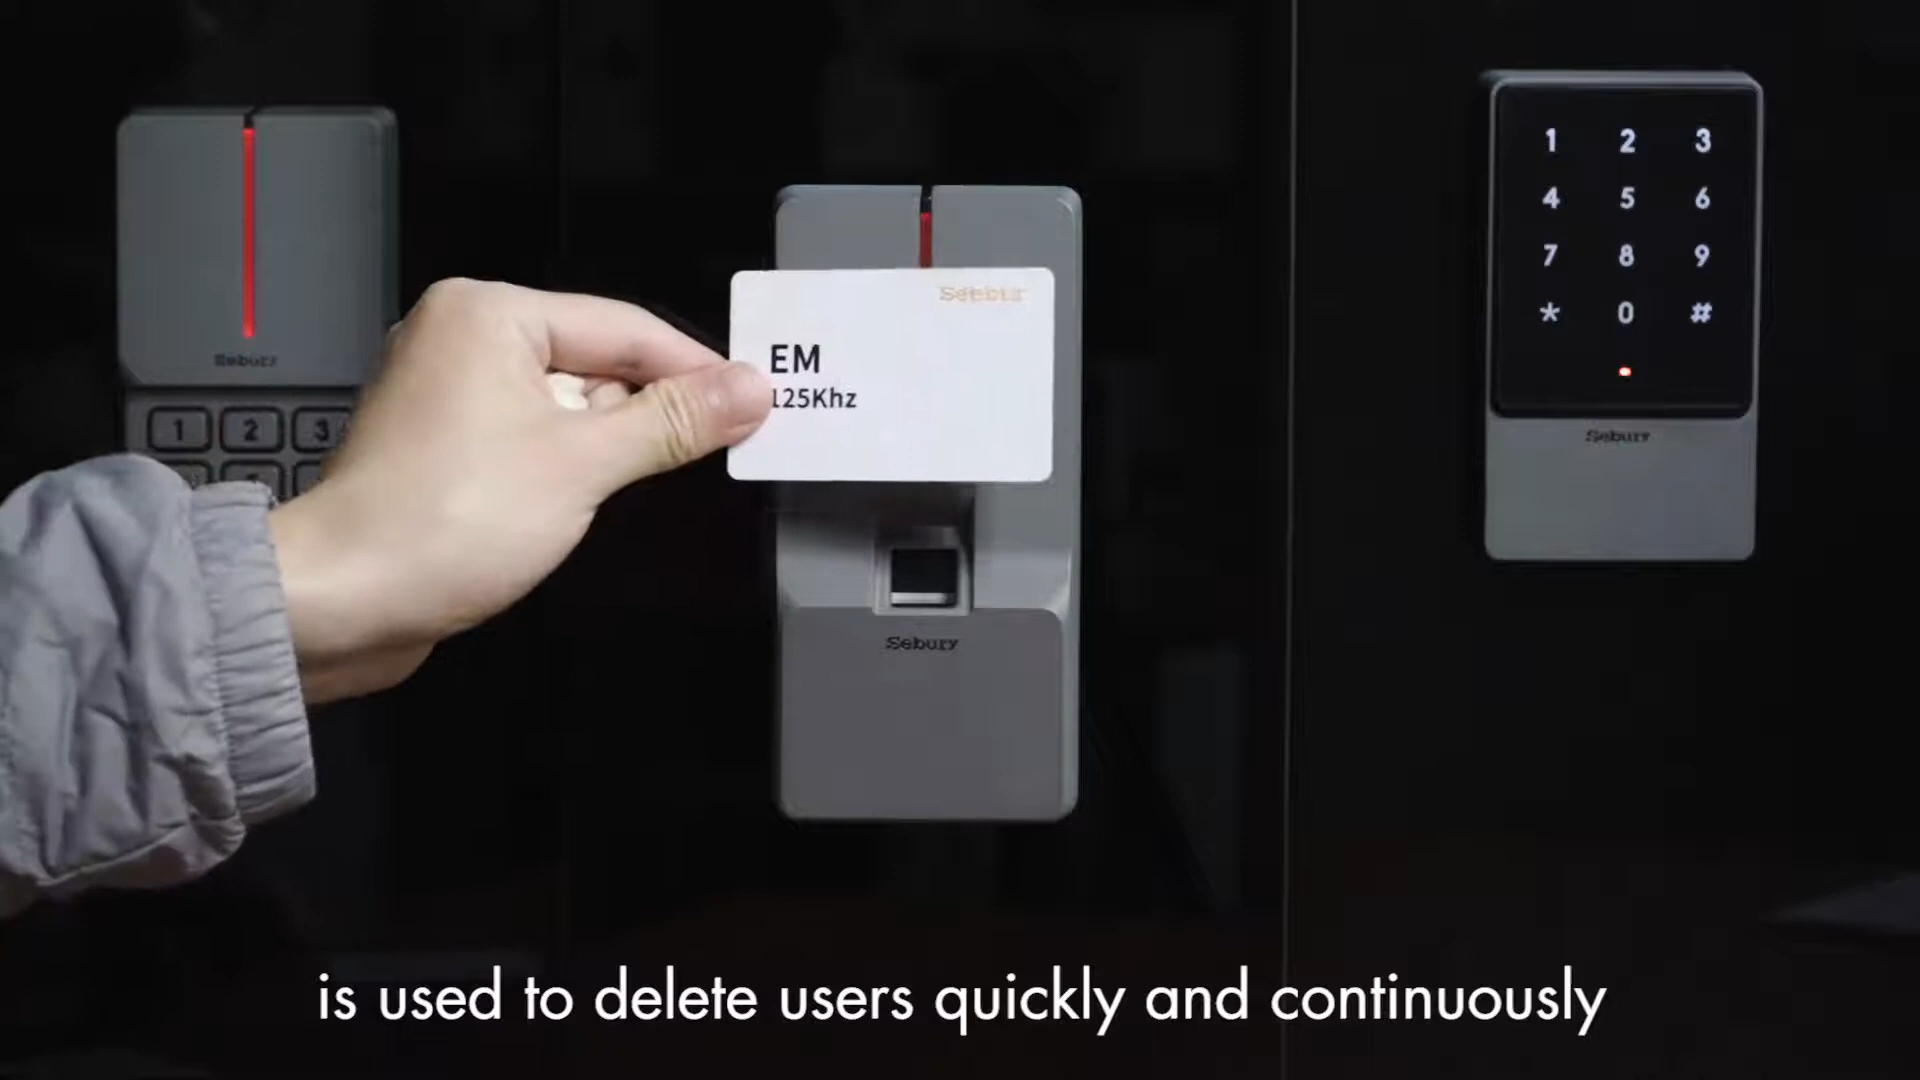 Sebury
1 2 3
EM
125Khz
Sebury
1 2 3
4 5 6
7 8 9
* 0 #
Sebury
is used to delete users quickly and continuously